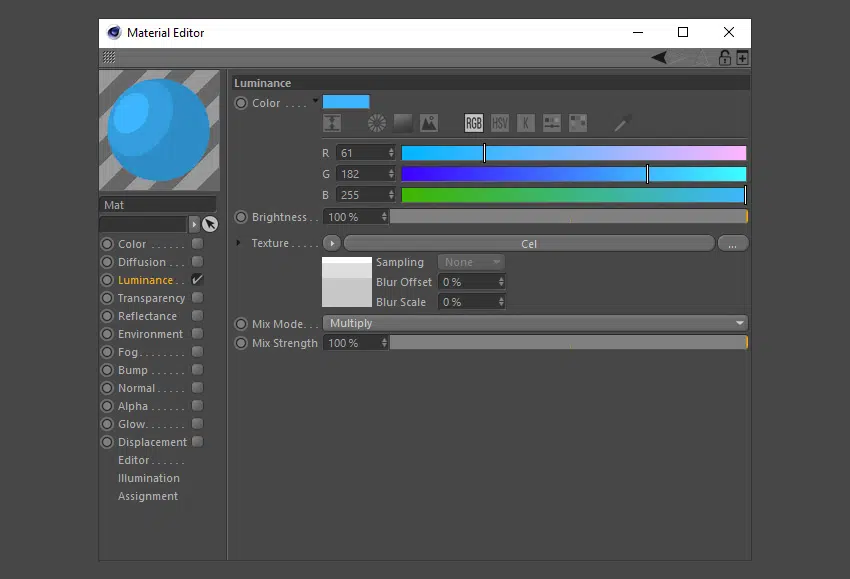 Material Editor
Luminance
Color . . . .
RGB HSV K
R 61
G 182
B 255
Mat
Brightness . . 100 %
Color . . . . . .
Texture . . . . . Cel ...
Diffusion . . .
Sampling None
Luminance . .
Blur Offset 0 %
Transparency
Blur Scale 0 %
Reflectance
Mix Mode. . . Multiply
Environment
Mix Strength 100 %
Fog. . . . . . . .
Bump . . . . . .
Normal . . . . .
Alpha . . . . . .
Glow. . . . . . .
Displacement
Editor . . . . . .
Illumination
Assignment